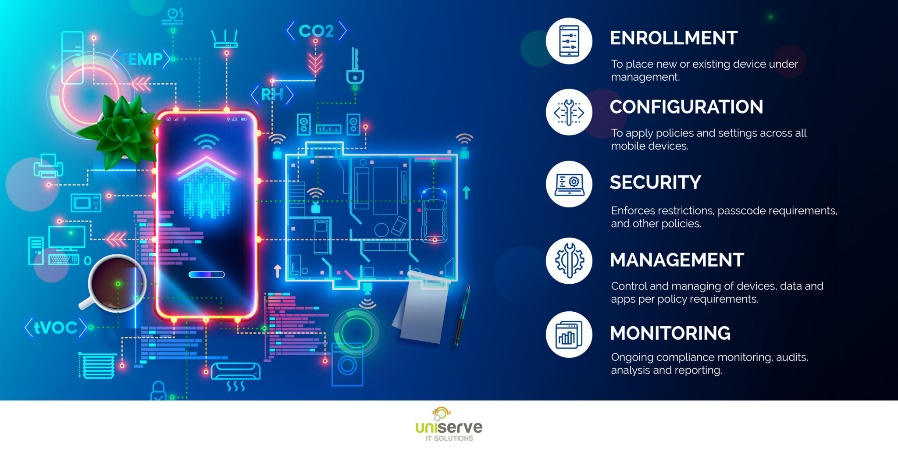 CO2
TEMP
RH
tVOC
ENROLLMENT
To place new or existing device under
management.
CONFIGURATION
To apply policies and settings across all
mobile devices.
SECURITY
Enforces restrictions, passcode requirements,
and other policies.
MANAGEMENT
Control and managing of devices. data and
apps per policy requirements.
MONITORING
Ongoing compliance monitoring, audits,
analysis and reporting.
uniserve
IT SOLUTIONS